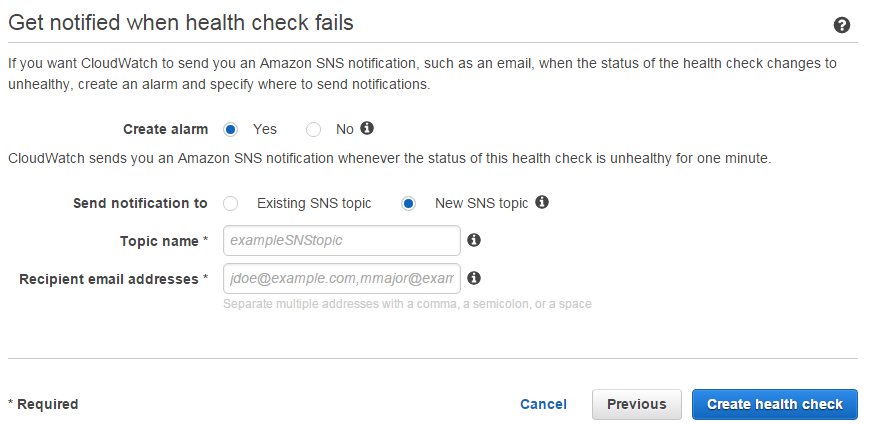 Get notified when health check fails
If you want CloudWatch to send you an Amazon SNS notification, such as an email, when the status of the health check changes to
unhealthy, create an alarm and specify where to send notifications.
Create alarm Yes No
CloudWatch sends you an Amazon SNS notification whenever the status of this health check is unhealthy for one minute.
Send notification to Existing SNS topic New SNS topic
Topic name * exampleSNStopic
Recipient email addresses * jdoe@example.com,mmajor@exam
Separate multiple addresses with a comma, a semicolon, or a space
* Required Cancel Previous Create health check